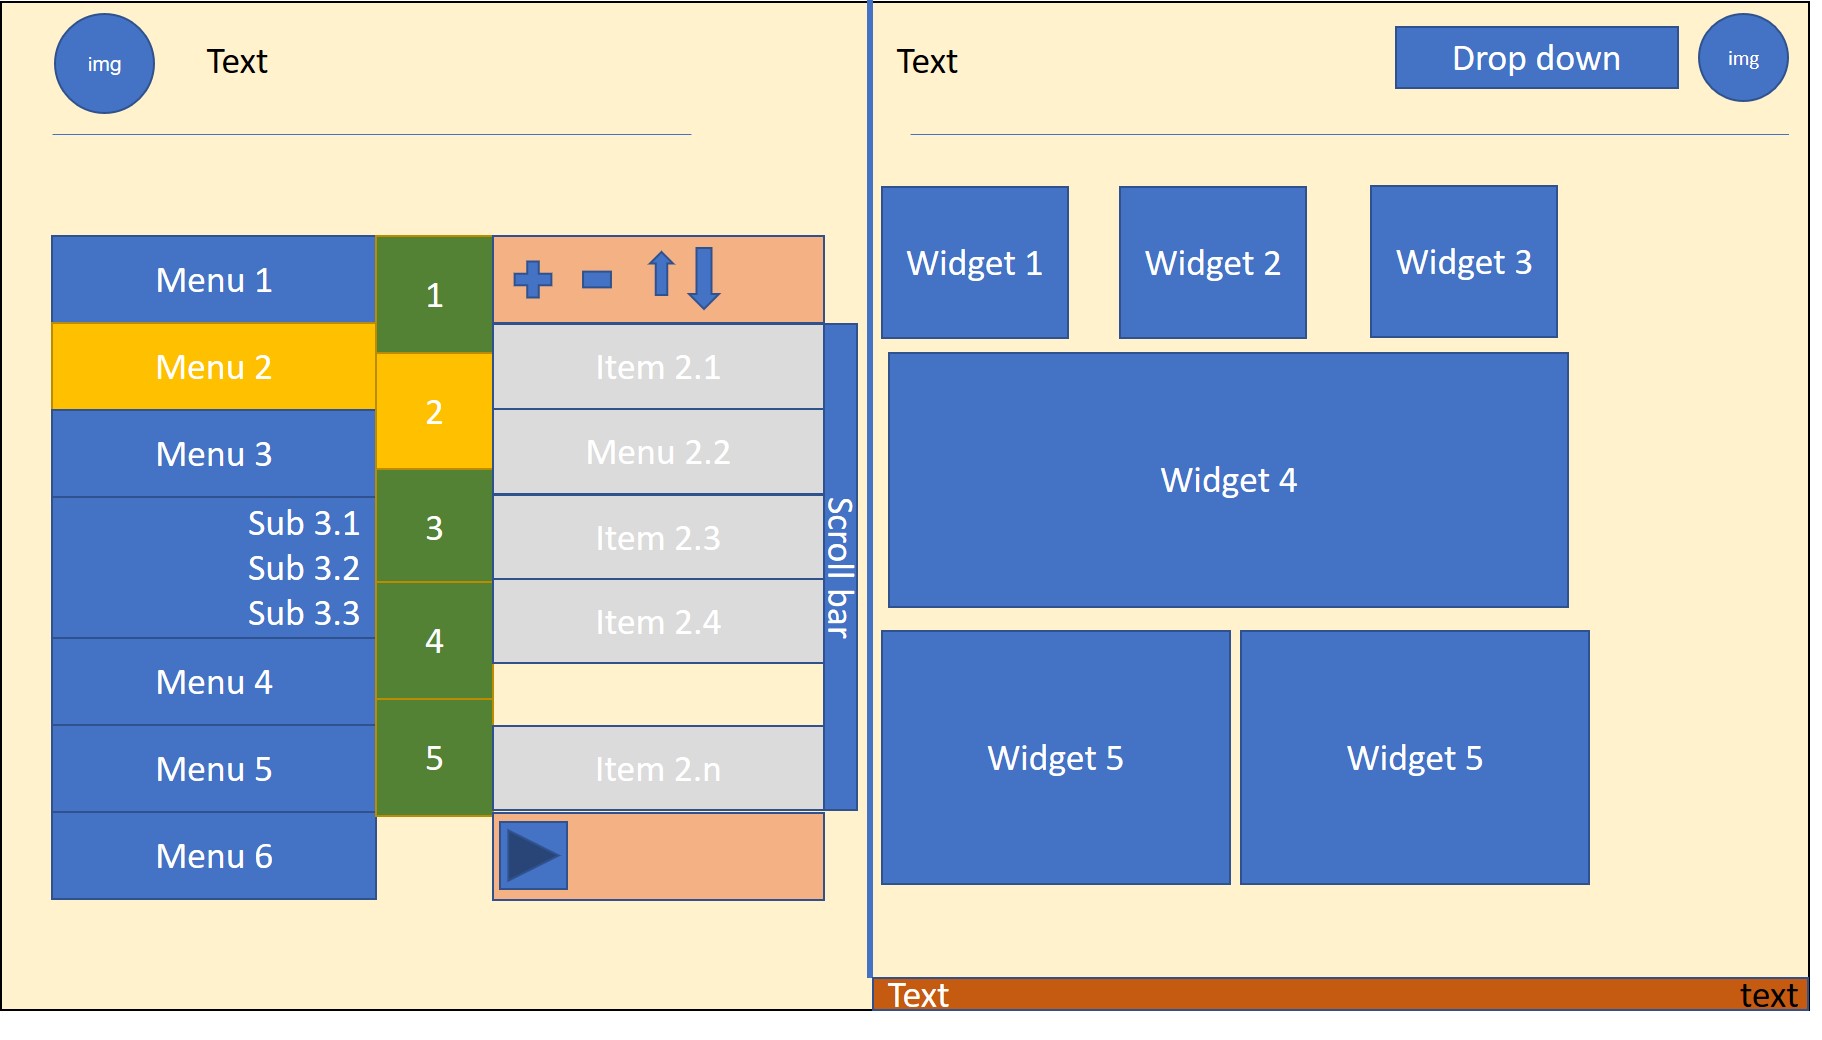 img
Text
Menu 1
Menu 2
Menu 3
Sub 3.1
Sub 3.2
Sub 3.3
Menu 4
Menu 5
Menu 6
1
2
3
4
5
Item 2.1
Menu 2.2
Item 2.3
Item 2.4
Item 2.n
Scroll bar
Text
Drop down
img
Widget 1
Widget 2
Widget 3
Widget 4
Widget 5
Widget 5
Text
text